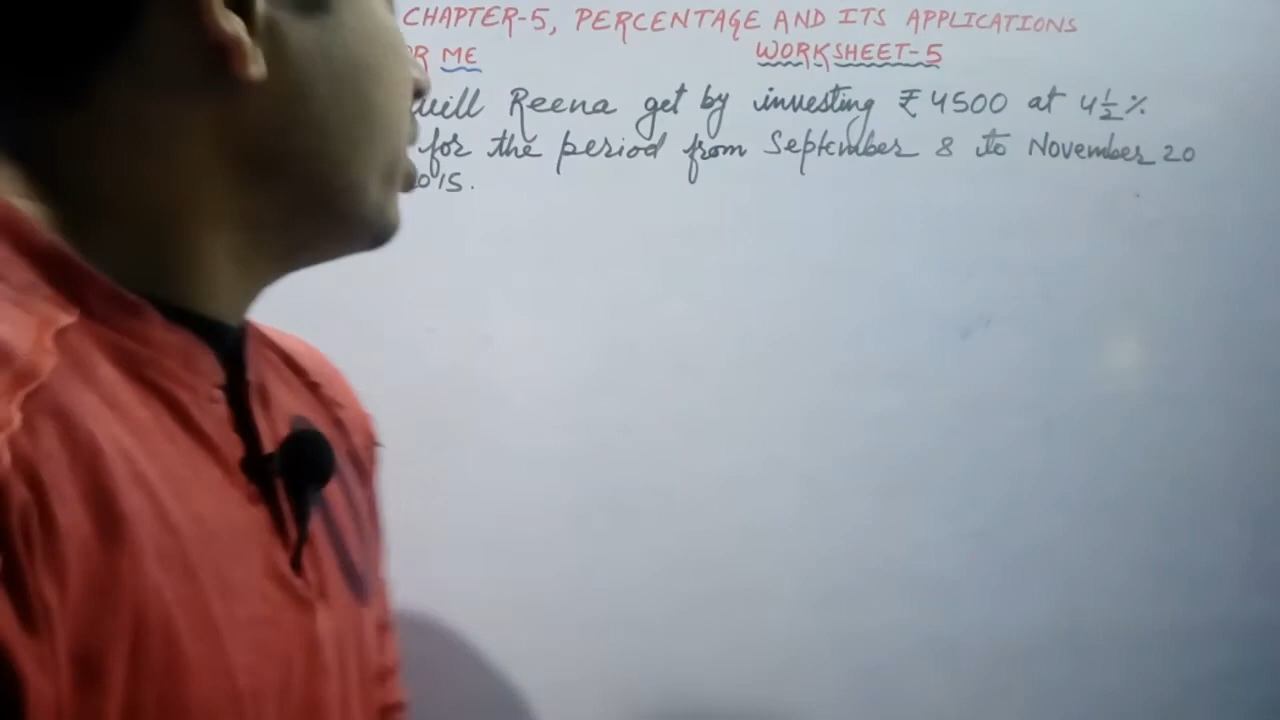 CHAPTER-5, PERCENTAGE AND ITS APPLICATIONS
ME WORKSHEET-5
will Reena get by investing ₹ 4500 at 4½ %
for the period from September 8 to November 20
015.